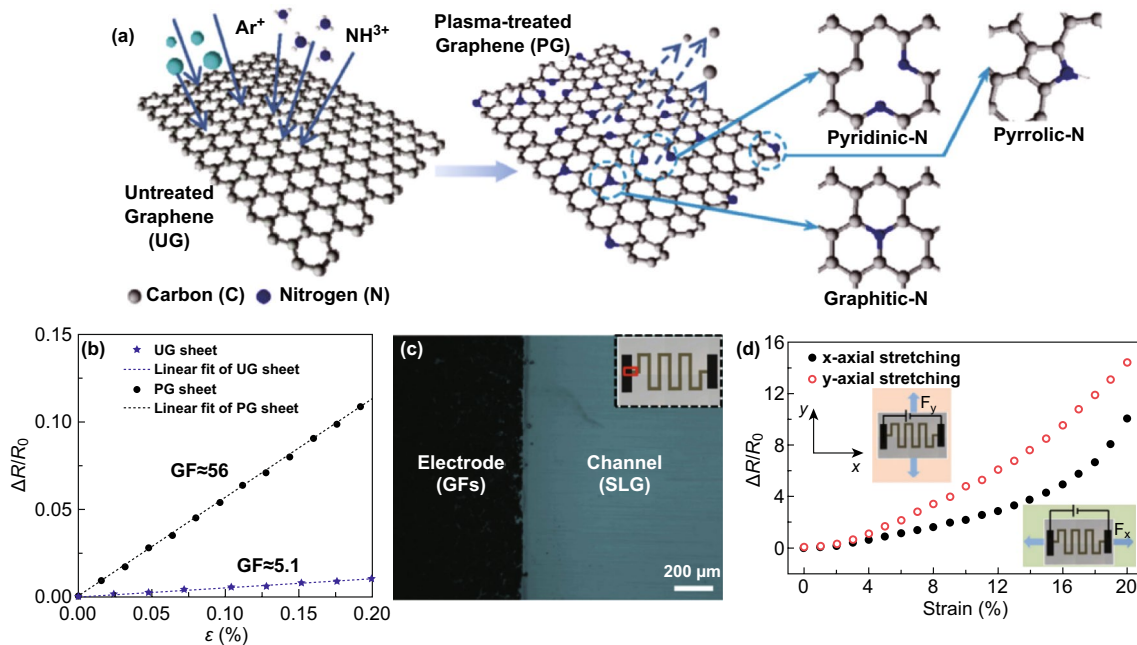 (a)
Ar⁺
NH³⁺
Plasma-treated
Graphene (PG)
Untreated
Graphene
(UG)
Carbon (C)
Nitrogen (N)
Pyridinic-N
Pyrrolic-N
Graphitic-N
(b)
UG sheet
Linear fit of UG sheet
PG sheet
Linear fit of PG sheet
GF≈56
GF≈5.1
0.15
0.10
0.05
0.00
ΔR/R₀
0.00
0.05
0.10
0.15
0.20
ε (%)
(c)
Electrode
(GFs)
Channel
(SLG)
200 μm
(d)
x-axial stretching
y-axial stretching
y
x
F_y
F_x
16
12
8
4
0
ΔR/R₀
0
4
8
12
16
20
Strain (%)